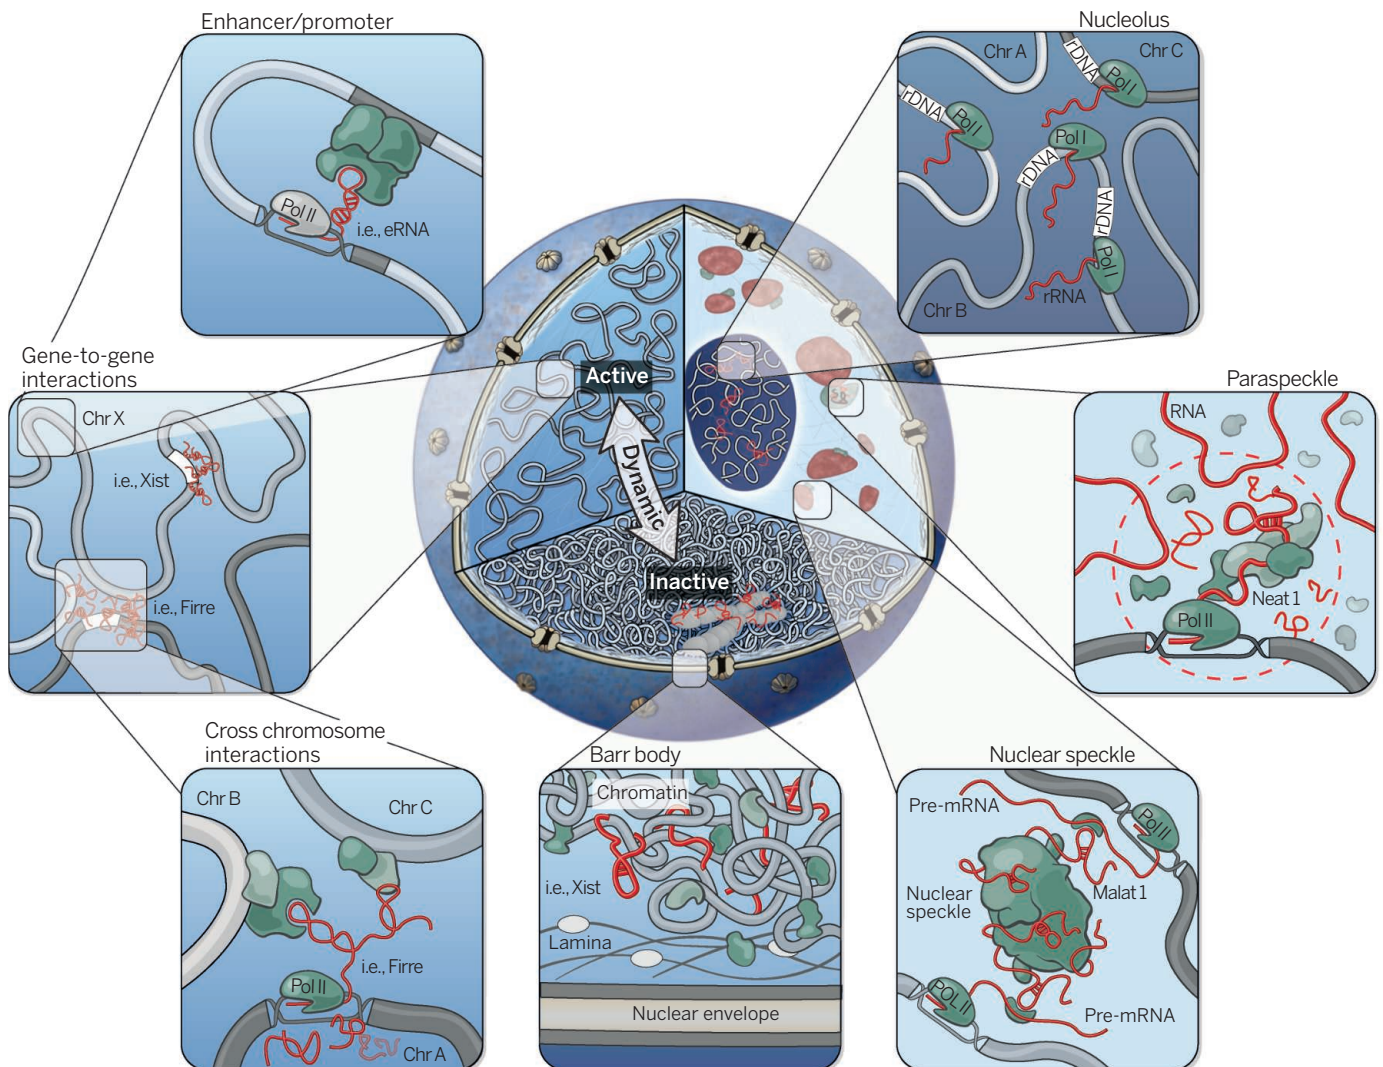 Enhancer/promoter
Pol II
i.e., eRNA
Nucleolus
Chr A
Chr C
rDNA
Pol I
rDNA
Pol I
Pol I
rDNA
rDNA
Pol I
rRNA
Chr B
Gene-to-gene
interactions
Chr X
i.e., Xist
i.e., Firre
Active
Dynamic
Inactive
Paraspeckle
RNA
Neat 1
Pol II
Cross chromosome
interactions
Chr B
Chr C
i.e., Firre
Pol II
Chr A
Barr body
Chromatin
i.e., Xist
Lamina
Nuclear envelope
Nuclear speckle
Pre-mRNA
Pol II
Nuclear
speckle
Malat 1
POL II
Pre-mRNA